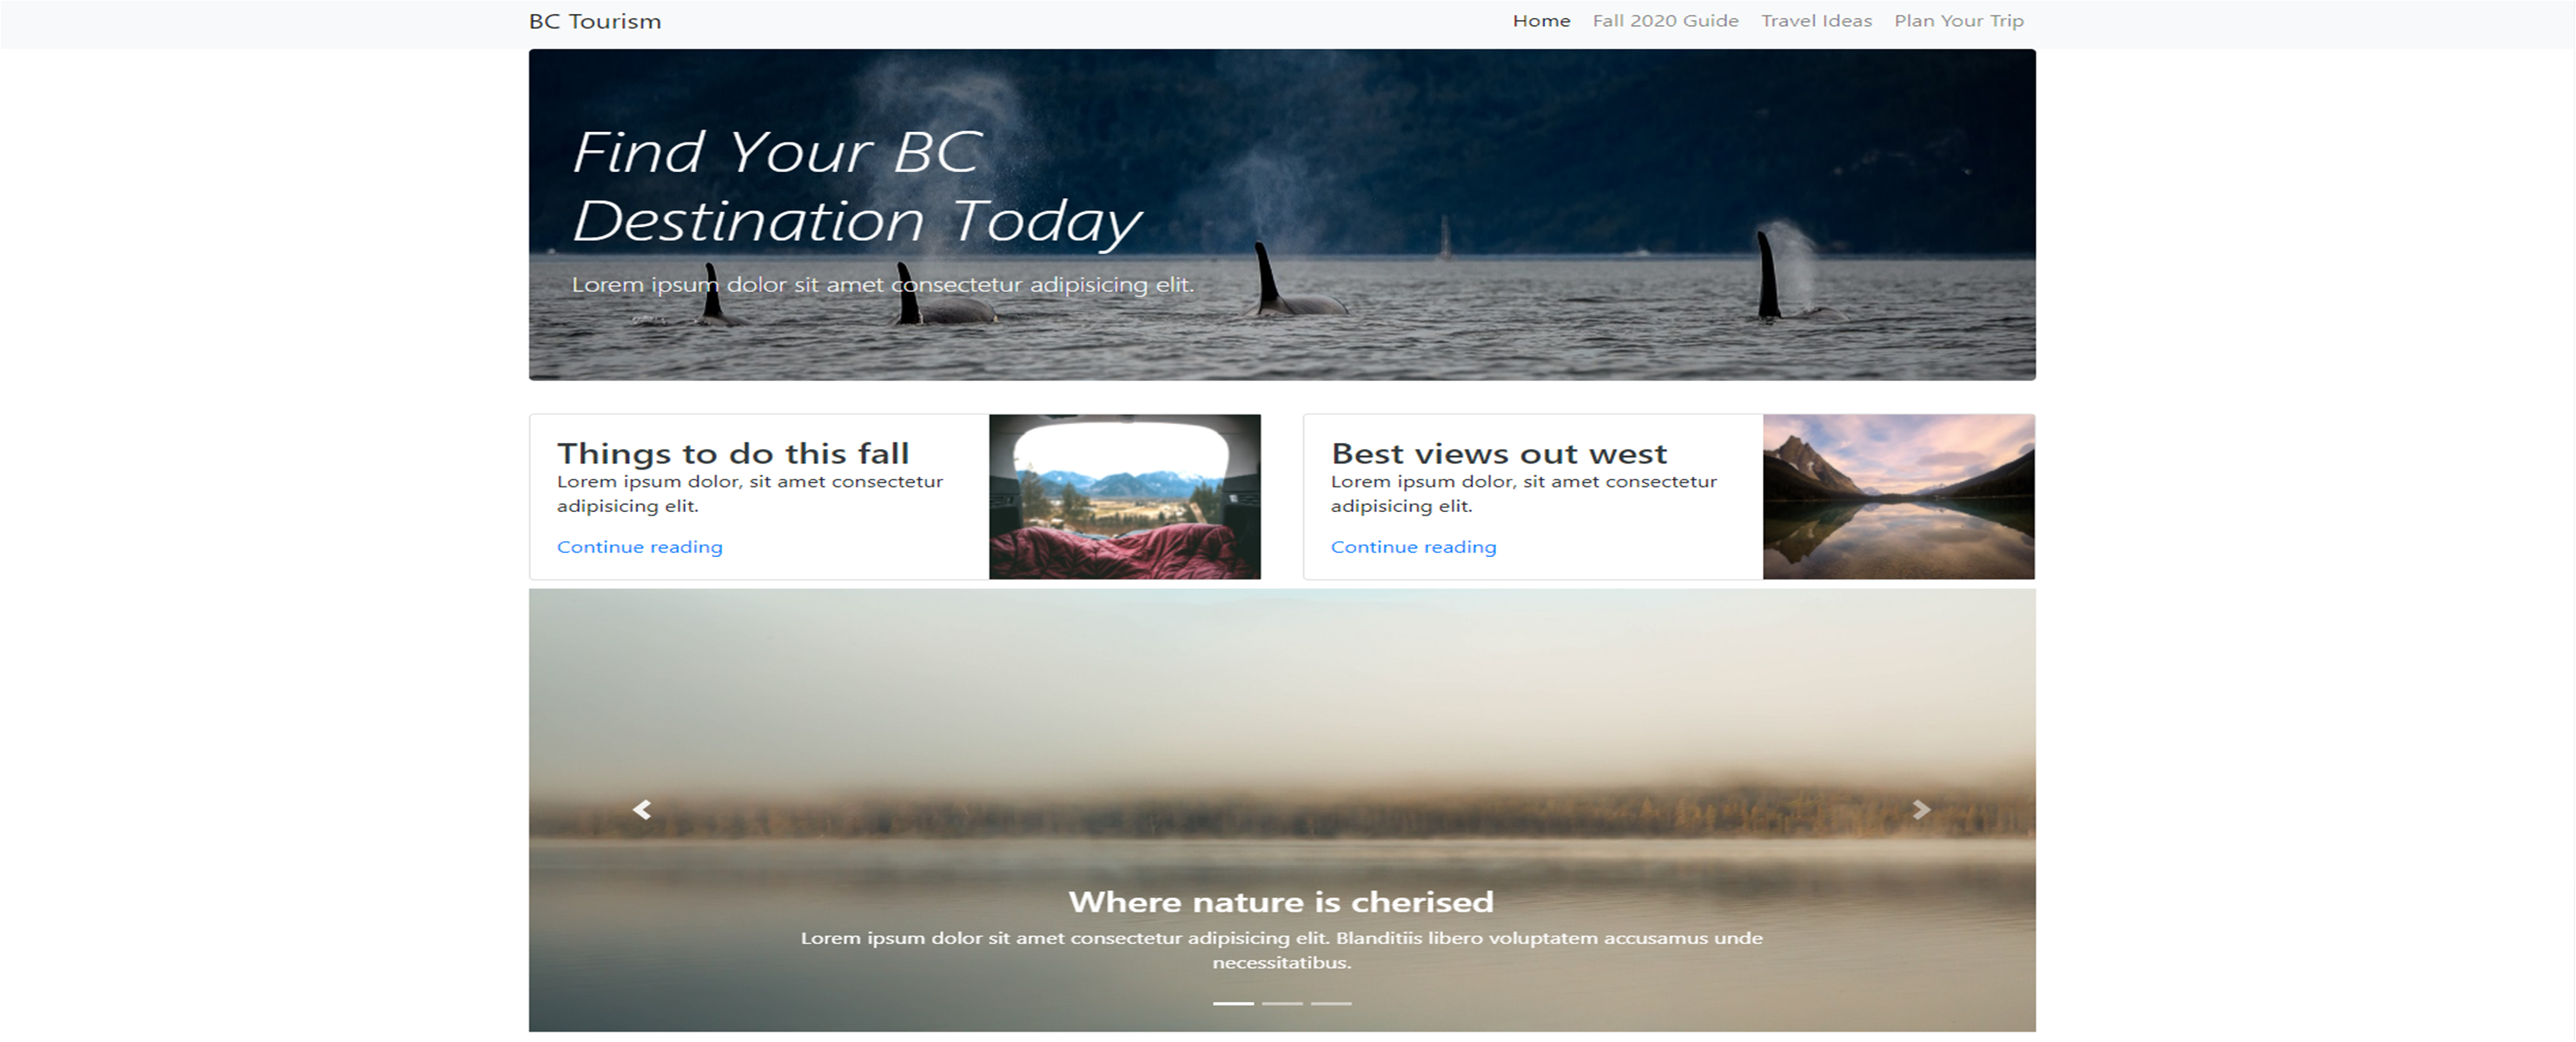 BC Tourism
Home Fall 2020 Guide Travel Ideas Plan Your Trip
Find Your BC
Destination Today
Lorem ipsum dolor sit amet consectetur adipisicing elit.
Things to do this fall
Lorem ipsum dolor, sit amet consectetur
adipisicing elit.
Continue reading
Best views out west
Lorem ipsum dolor, sit amet consectetur
adipisicing elit.
Continue reading
Where nature is cherised
Lorem ipsum dolor sit amet consectetur adipisicing elit. Blanditiis libero voluptatem accusamus unde
necessitatibus.